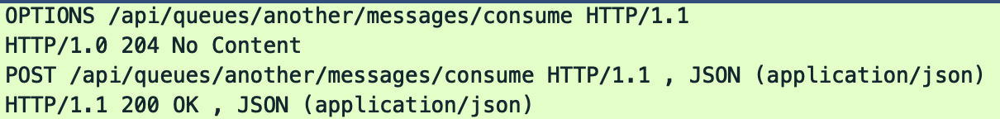 OPTIONS /api/queues/another/messages/consume HTTP/1.1
HTTP/1.0 204 No Content
POST /api/queues/another/messages/consume HTTP/1.1 , JSON (application/json)
HTTP/1.1 200 OK , JSON (application/json)